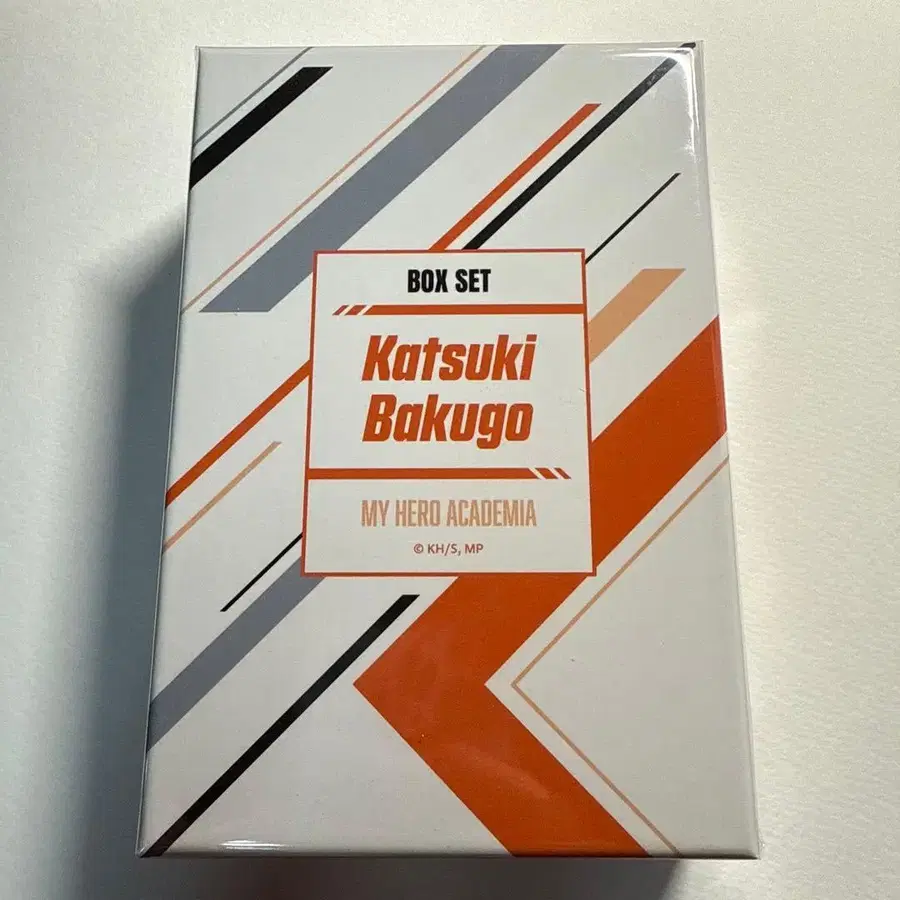 BOX SET
Katsuki
Bakugo
MY HERO ACADEMIA
© KH/S, MP